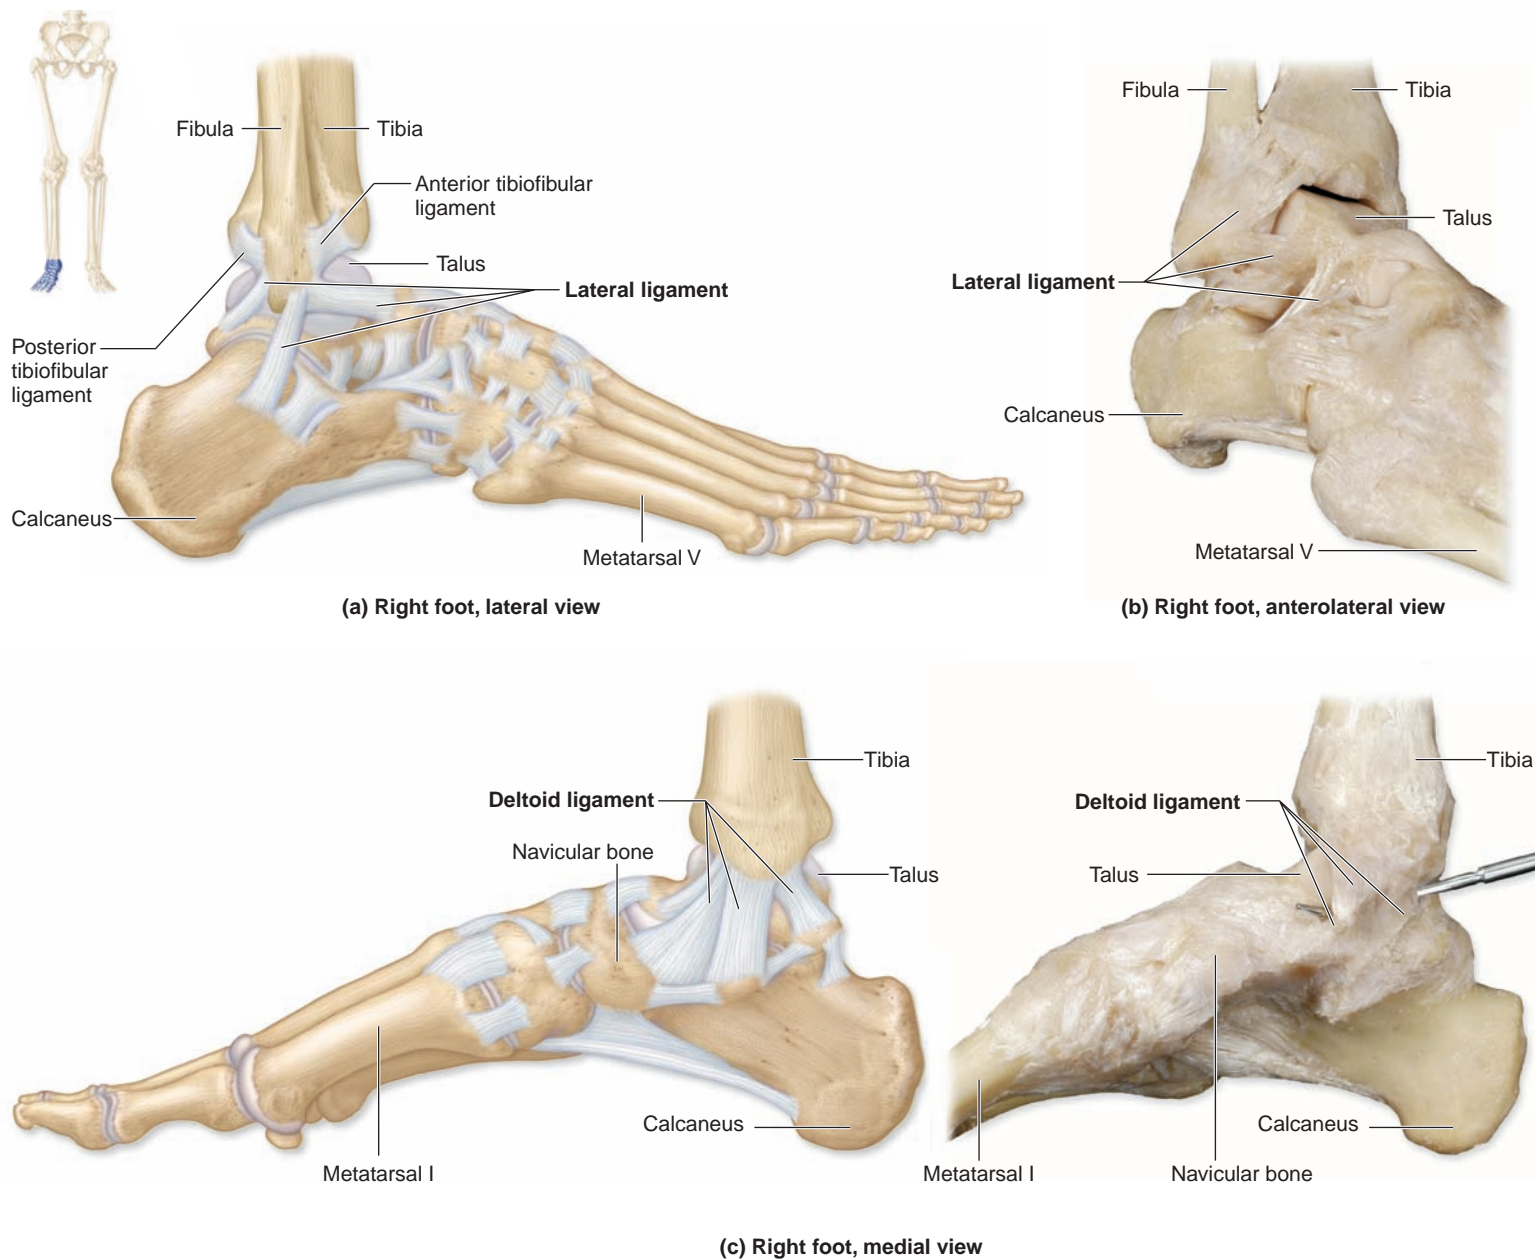 Fibula
Tibia
Anterior tibiofibular
ligament
Talus
Lateral ligament
Posterior
tibiofibular
ligament
Calcaneus
Metatarsal V
(a) Right foot, lateral view
Fibula
Tibia
Talus
Lateral ligament
Calcaneus
Metatarsal V
(b) Right foot, anterolateral view
Tibia
Deltoid ligament
Navicular bone
Talus
Calcaneus
Metatarsal I
Tibia
Deltoid ligament
Talus
Calcaneus
Metatarsal I
Navicular bone
(c) Right foot, medial view